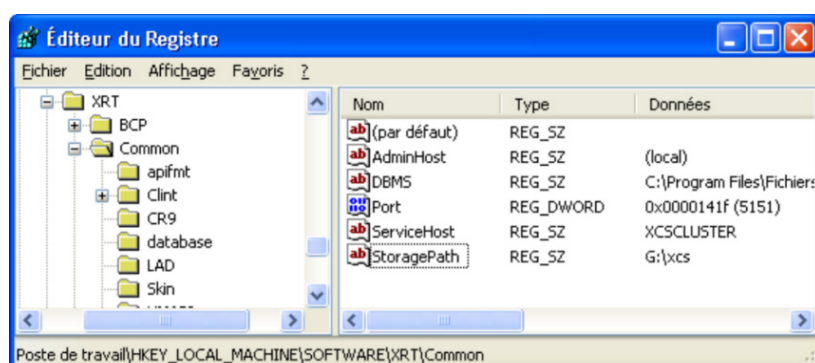 Éditeur du Registre
Fichier Edition Affichage Favoris ?
XRT
BCP
Common
apifmt
Clint
CR9
database
LAD
Skin
Nom Type Données
(par défaut) REG_SZ
AdminHost REG_SZ (local)
DBMS REG_SZ C:\Program Files\Fichiers
Port REG_DWORD 0x0000141f (5151)
ServiceHost REG_SZ XCSCLUSTER
StoragePath REG_SZ G:\xcs
Poste de travail\HKEY_LOCAL_MACHINE\SOFTWARE\XRT\Common